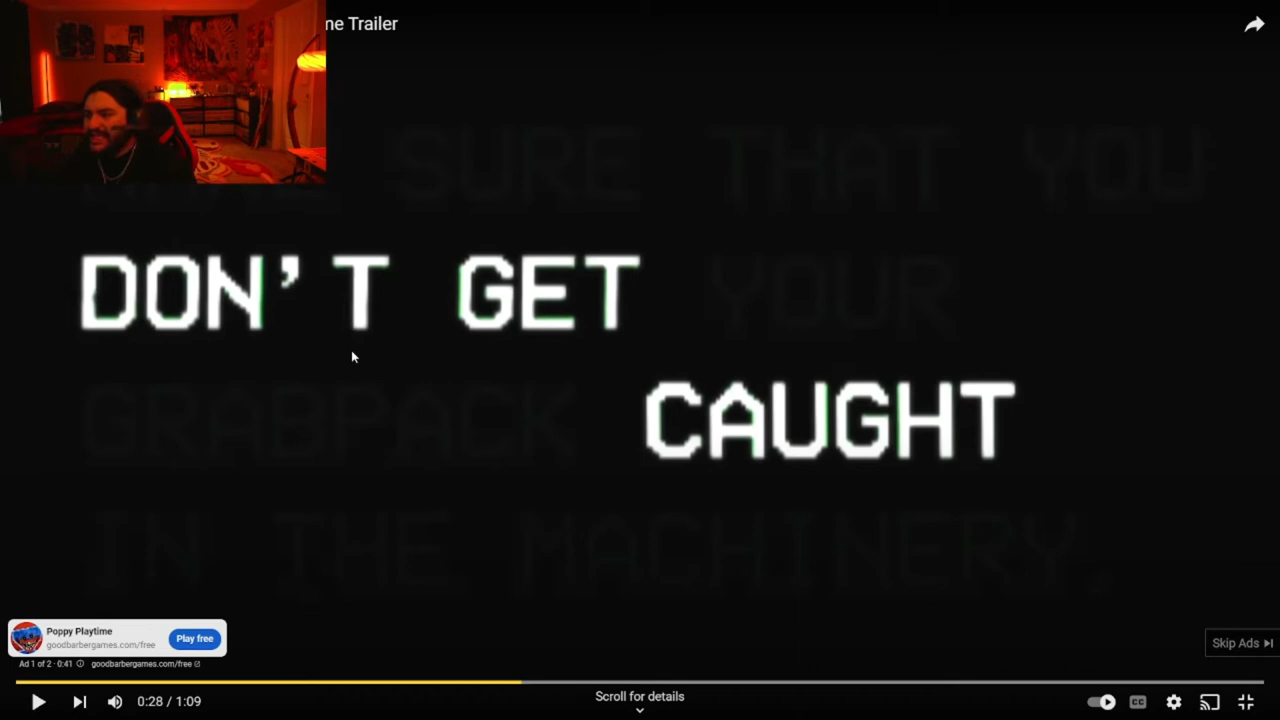 ne Trailer
SURE THAT YOU
DON'T GET YOUR
GRABPACK CAUGHT
IN THE MACHINERY.
Poppy Playtime
goodbarbergames.com/free
Play free
Ad 1 of 2 · 0:41 goodbarbergames.com/free
Skip Ads
0:28 / 1:09
Scroll for details
CC